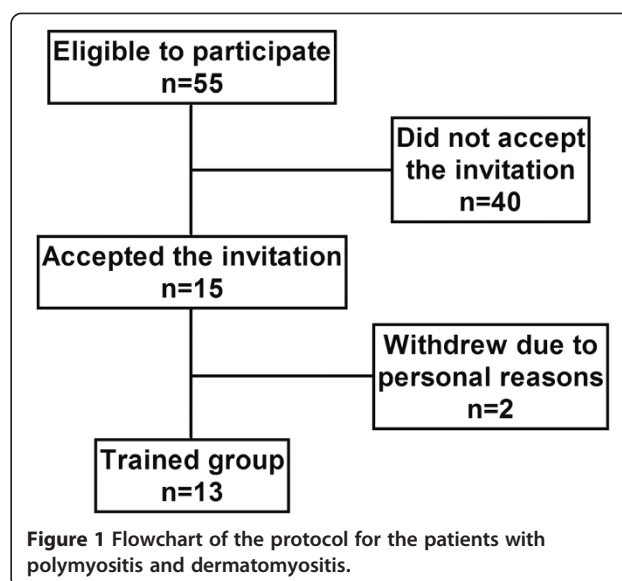 Eligible to participate
n=55
Did not accept
the invitation
n=40
Accepted the invitation
n=15
Withdrew due to
personal reasons
n=2
Trained group
n=13
Figure 1 Flowchart of the protocol for the patients with
polymyositis and dermatomyositis.